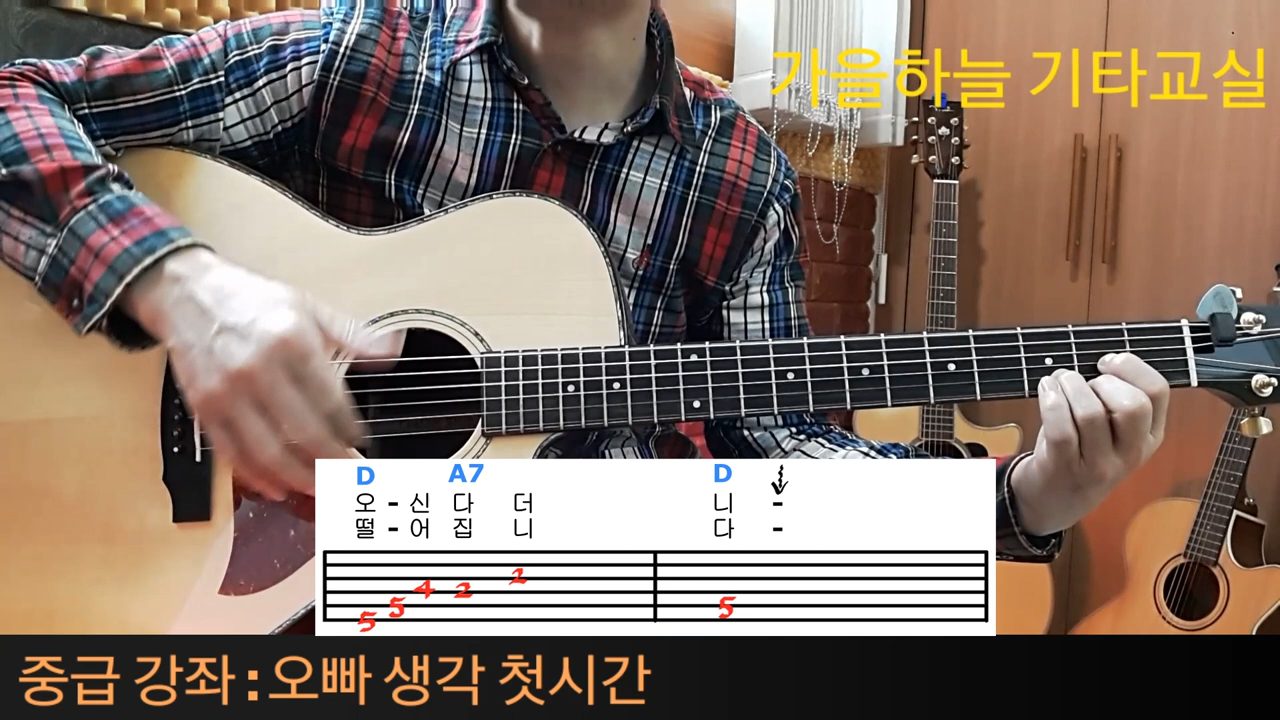 가을하늘 기타교실
D A7 D
오 - 신 다 더 니 -
떨 - 어 집 니 다 -
5 5 4 2 2 5
중급 강좌 : 오빠 생각 첫시간